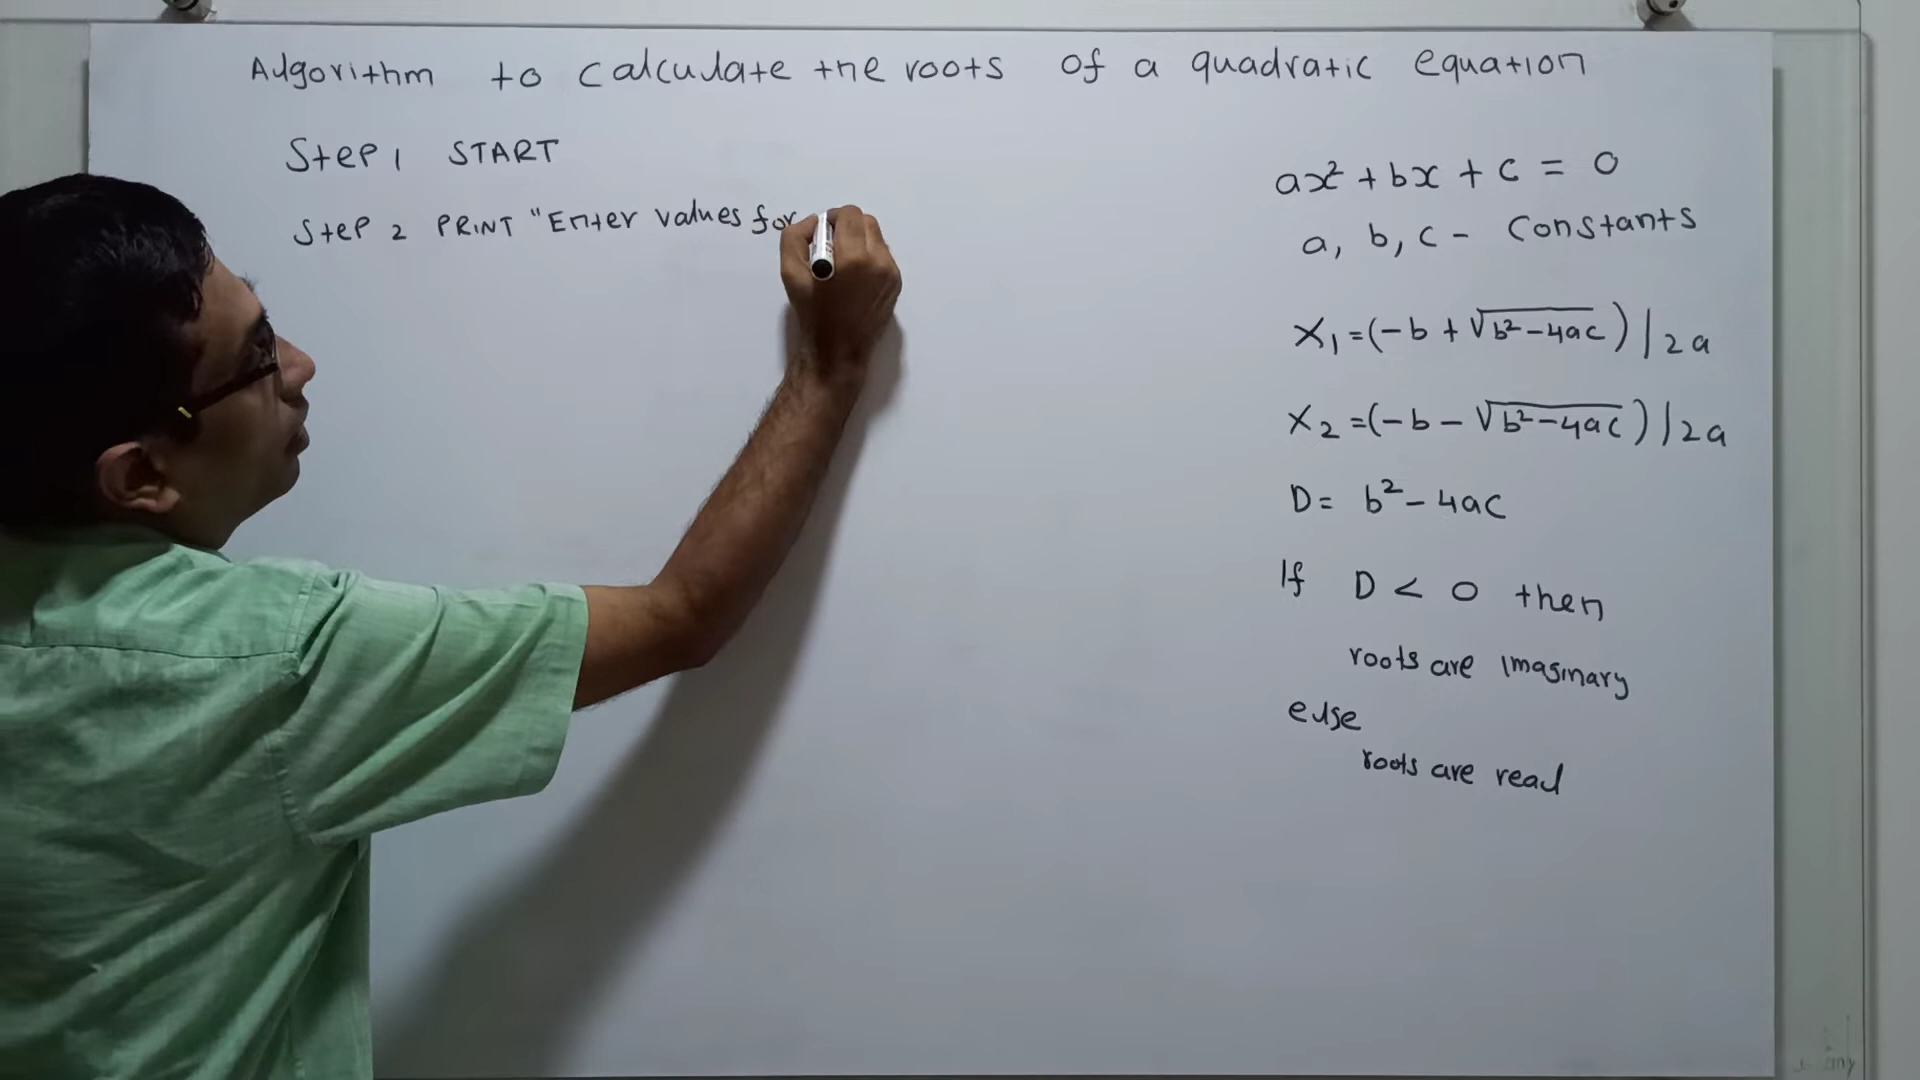 Algorithm to calculate the roots of a quadratic equation
Step 1 START
Step 2 PRINT "Enter values for
ax² + bx + c = 0
a, b, c - Constants
X₁ = (-b + √b²-4ac) | 2a
X₂ = (-b - √b²-4ac) | 2a
D = b² - 4ac
If D < 0 then
roots are imaginary
else
roots are real